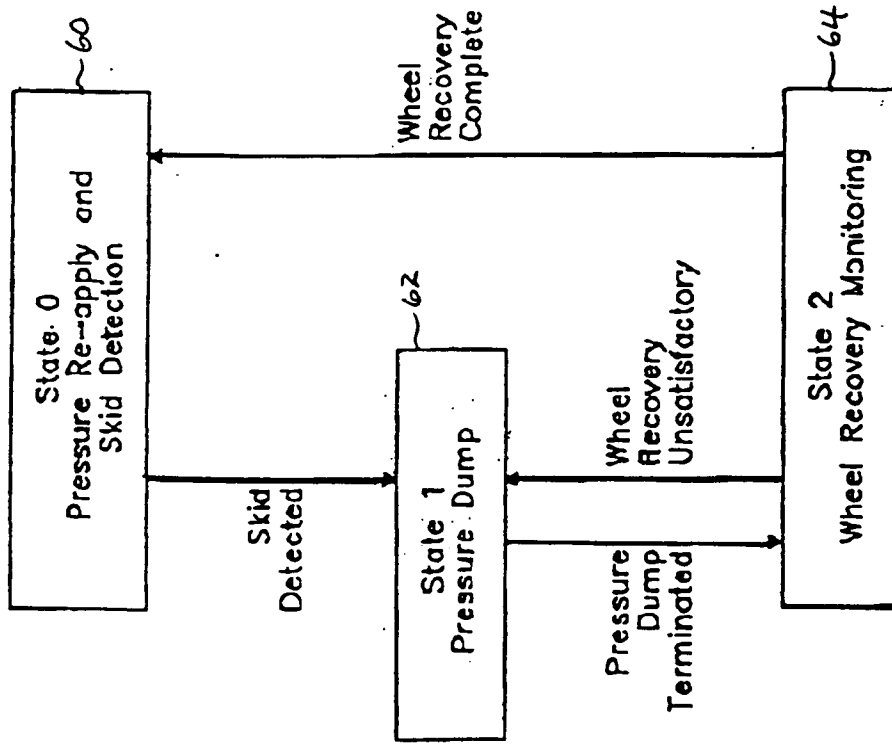 State 0
Pressure Re-apply and
Skid Detection
60
Skid
Detected
Wheel
Recovery
Complete
State 1
Pressure Dump
62
Pressure
Dump
Terminated
Wheel
Recovery
Unsatisfactory
State 2
Wheel Recovery Monitoring
64